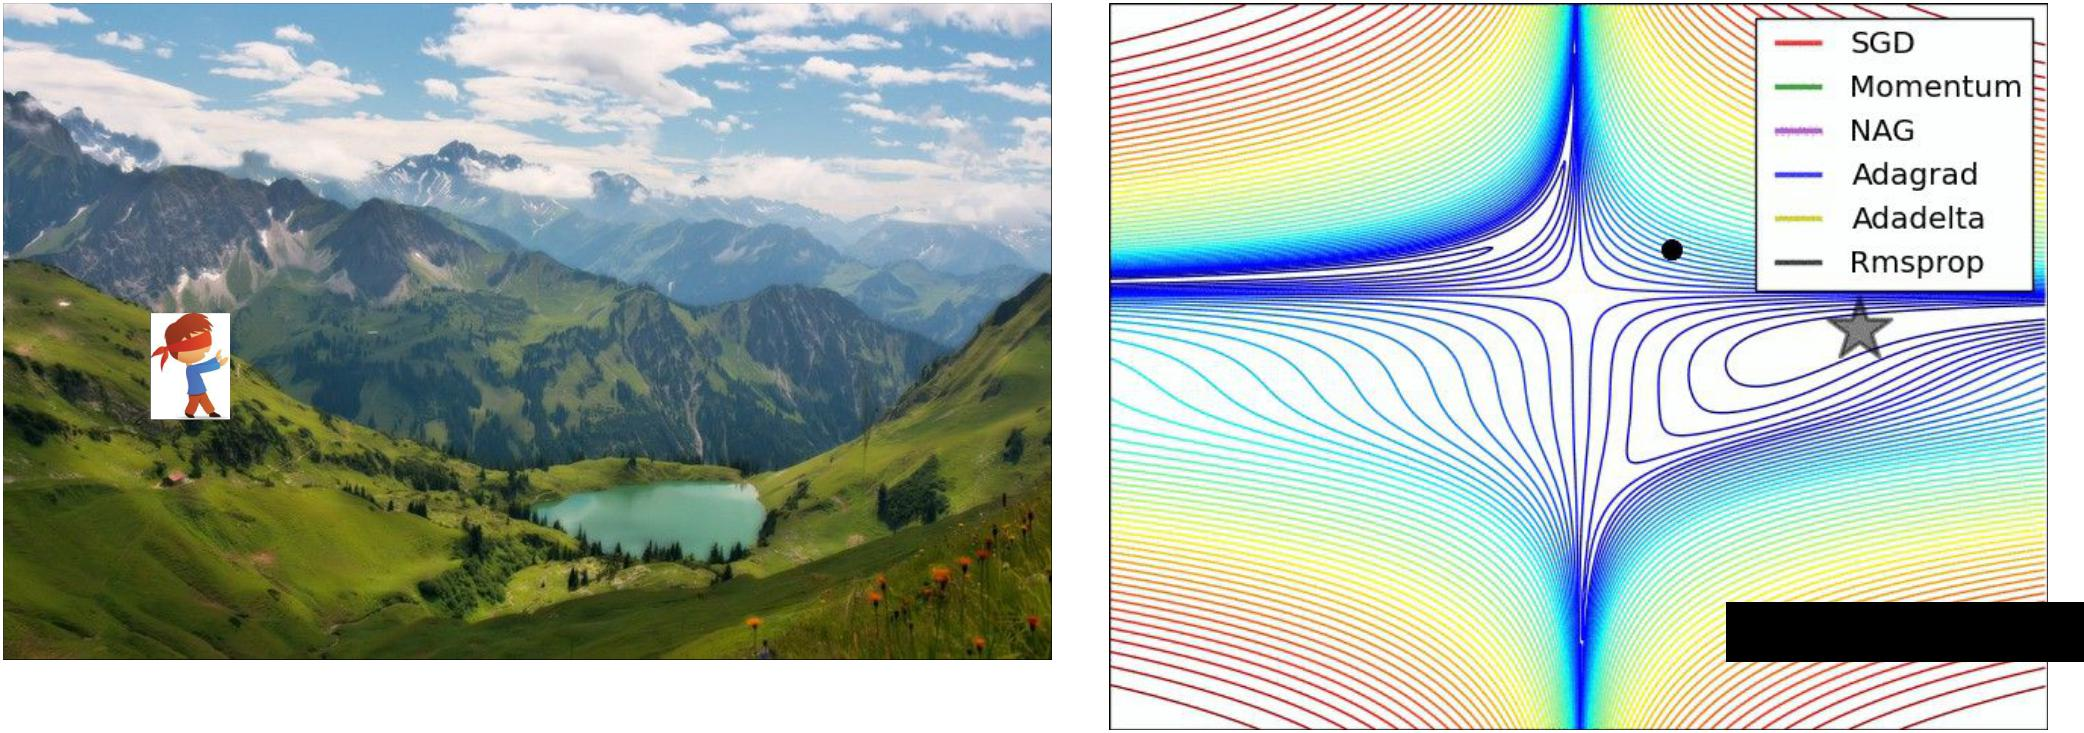 SGD
Momentum
NAG
Adagrad
Adadelta
Rmsprop